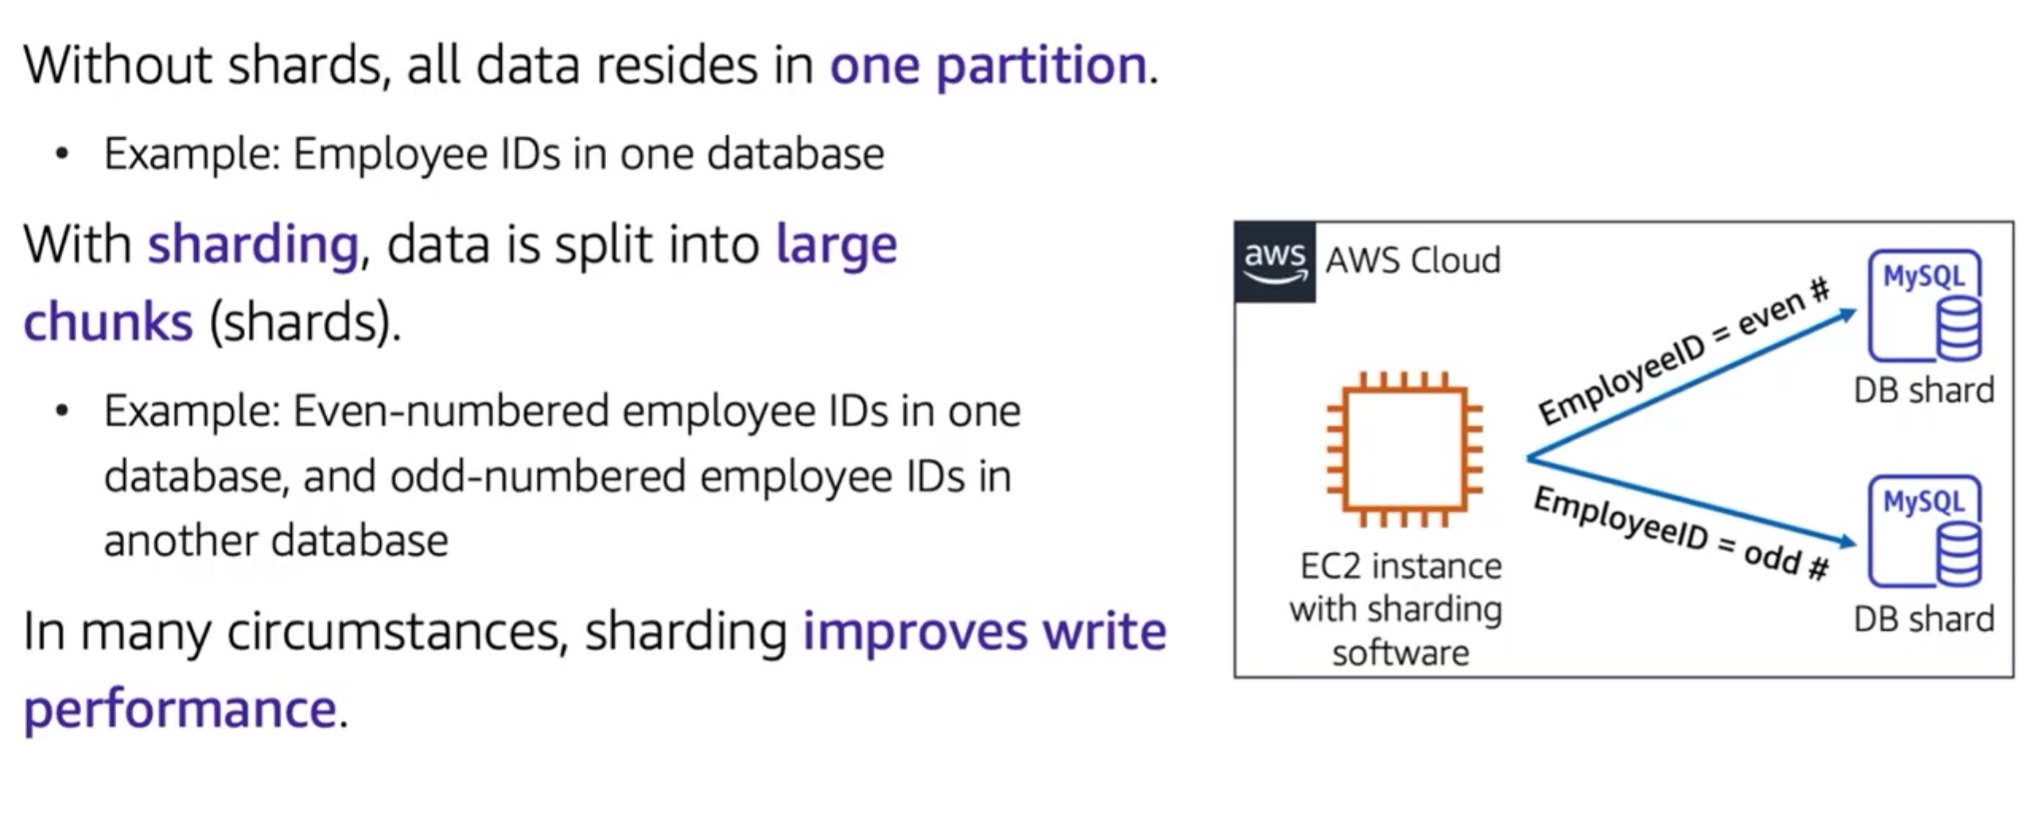 Without shards, all data resides in one partition.
• Example: Employee IDs in one database
With sharding, data is split into large
chunks (shards).
• Example: Even-numbered employee IDs in one
database, and odd-numbered employee IDs in
another database
In many circumstances, sharding improves write
performance.
aws
AWS Cloud
EC2 instance
with sharding
software
EmployeeID = even #
EmployeeID = odd #
MySQL
DB shard
MySQL
DB shard